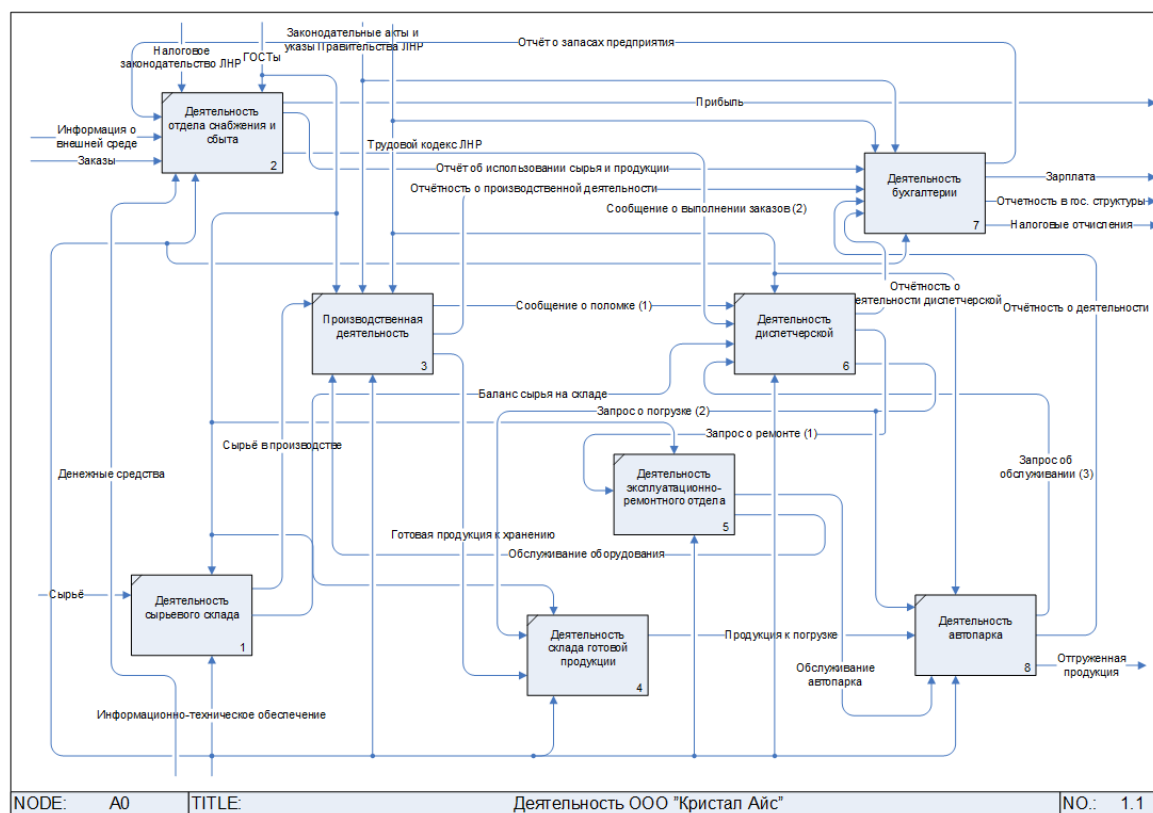 Законодательные акты и
указы Правительства ЛНР
Налоговое
законодательство ЛНР
ГОСТы
Отчёт о запасах предприятия
Деятельность
отдела снабжения и
сбыта
2
Прибыль
Информация о
внешней среде
Заказы
Трудовой кодекс ЛНР
Отчёт об использовании сырья и продукции
Отчётность о производственной деятельности
Сообщение о выполнении заказов (2)
Деятельность
бухгалтерии
7
Зарплата
Отчетность в гос. структуры
Налоговые отчисления
Производственная
деятельность
3
Сообщение о поломке (1)
Деятельность
диспетчерской
6
Отчётность о
еятельности диспетчерской
Отчётность о деятельности
Баланс сырья на складе
Запрос о погрузке (2)
Запрос о ремонте (1)
Сырьё в производстве
Денежные средства
Деятельность
эксплуатационно-
ремонтного отдела
5
Запрос об
обслуживании (3)
Готовая продукция к хранению
Обслуживание оборудования
Сырьё
Деятельность
сырьевого склада
1
Деятельность
склада готовой
продукции
4
Продукция к погрузке
Деятельность
автопарка
8
Обслуживание
автопарка
Отгруженная
продукция
Информационно-техническое обеспечение
NODE: A0 TITLE: Деятельность ООО "Кристал Айс" NO.: 1.1